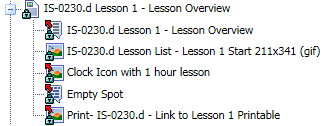 IS-0230.d Lesson 1 - Lesson Overview
IS-0230.d Lesson 1 - Lesson Overview
IS-0230.d Lesson List - Lesson 1 Start 211x341 (gif)
Clock Icon with 1 hour lesson
Empty Spot
Print- IS-0230.d - Link to Lesson 1 Printable